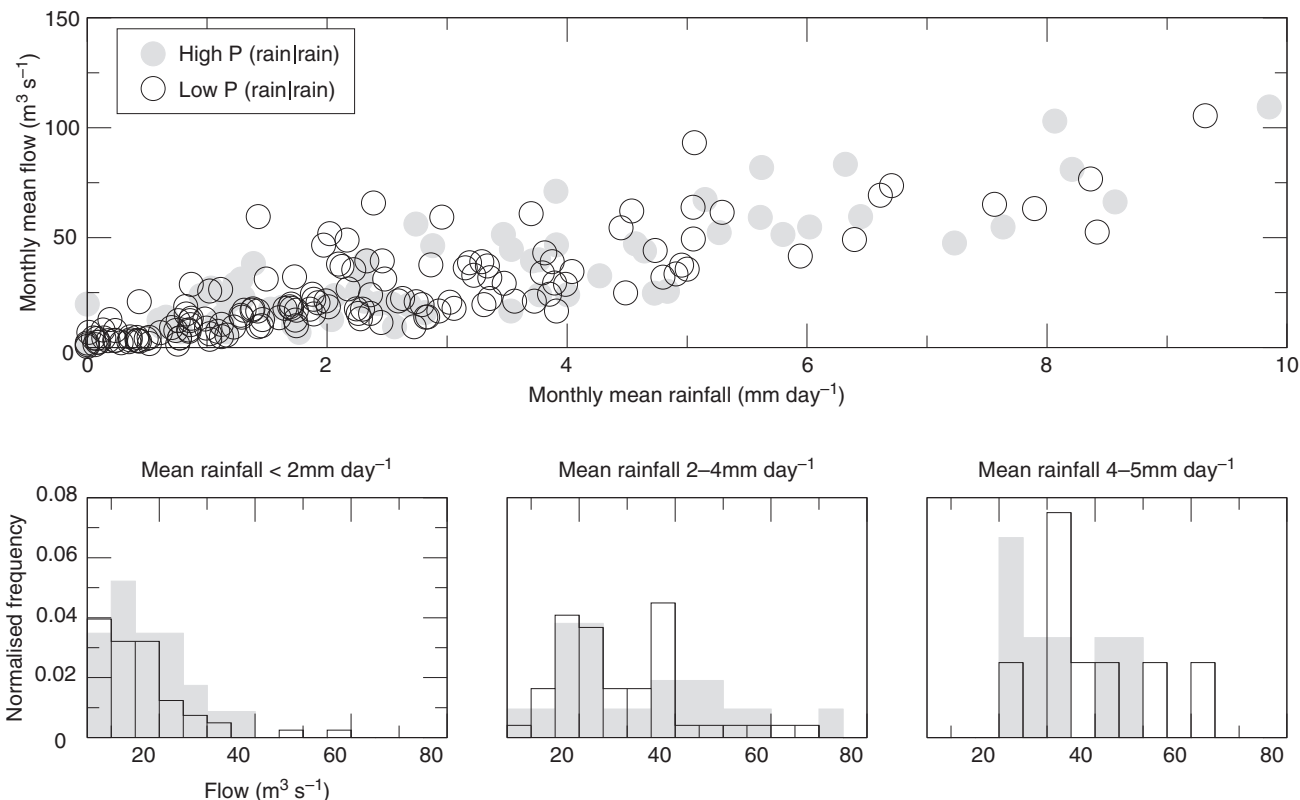 150
100
50
0
Monthly mean flow (m³ s⁻¹)
High P (rain|rain)
Low P (rain|rain)
0 2 4 6 8 10
Monthly mean rainfall (mm day⁻¹)
Mean rainfall < 2mm day⁻¹
Mean rainfall 2–4mm day⁻¹
Mean rainfall 4–5mm day⁻¹
0.08
0.06
0.04
0.02
0
Normalised frequency
20 40 60 80
20 40 60 80
20 40 60 80
Flow (m³ s⁻¹)